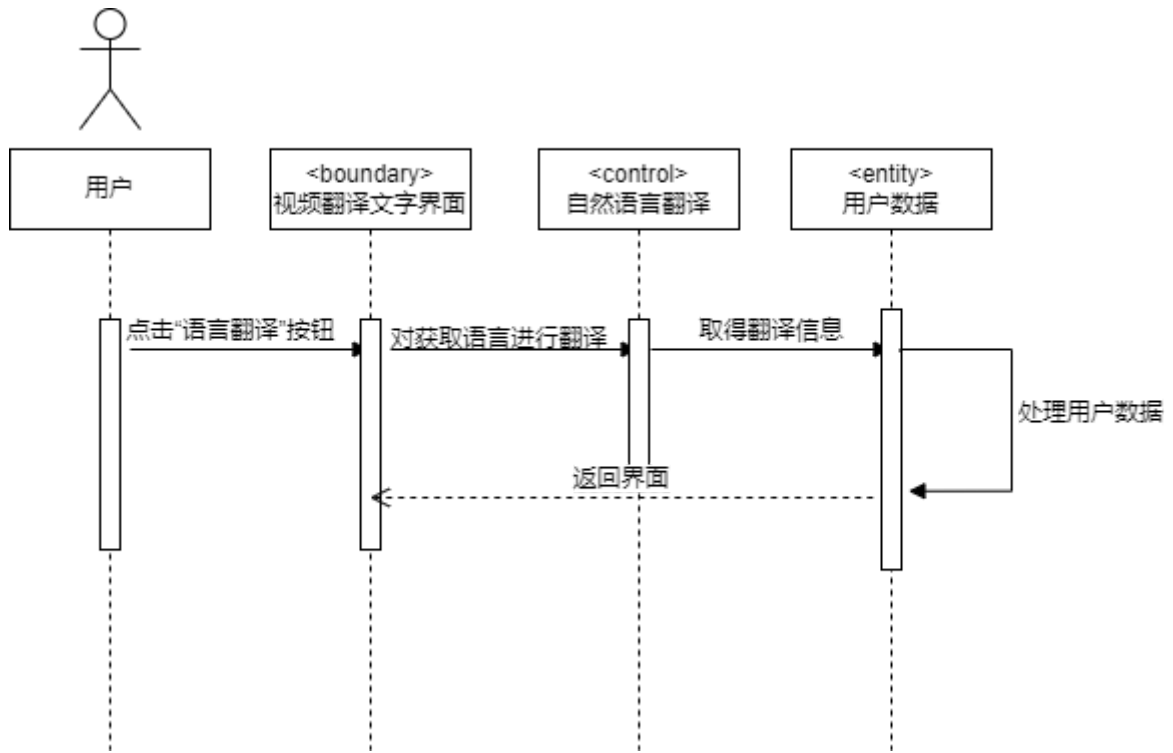 用户
<boundary>
视频翻译文字界面
<control>
自然语言翻译
<entity>
用户数据
点击“语言翻译”按钮
对获取语言进行翻译
取得翻译信息
处理用户数据
返回界面